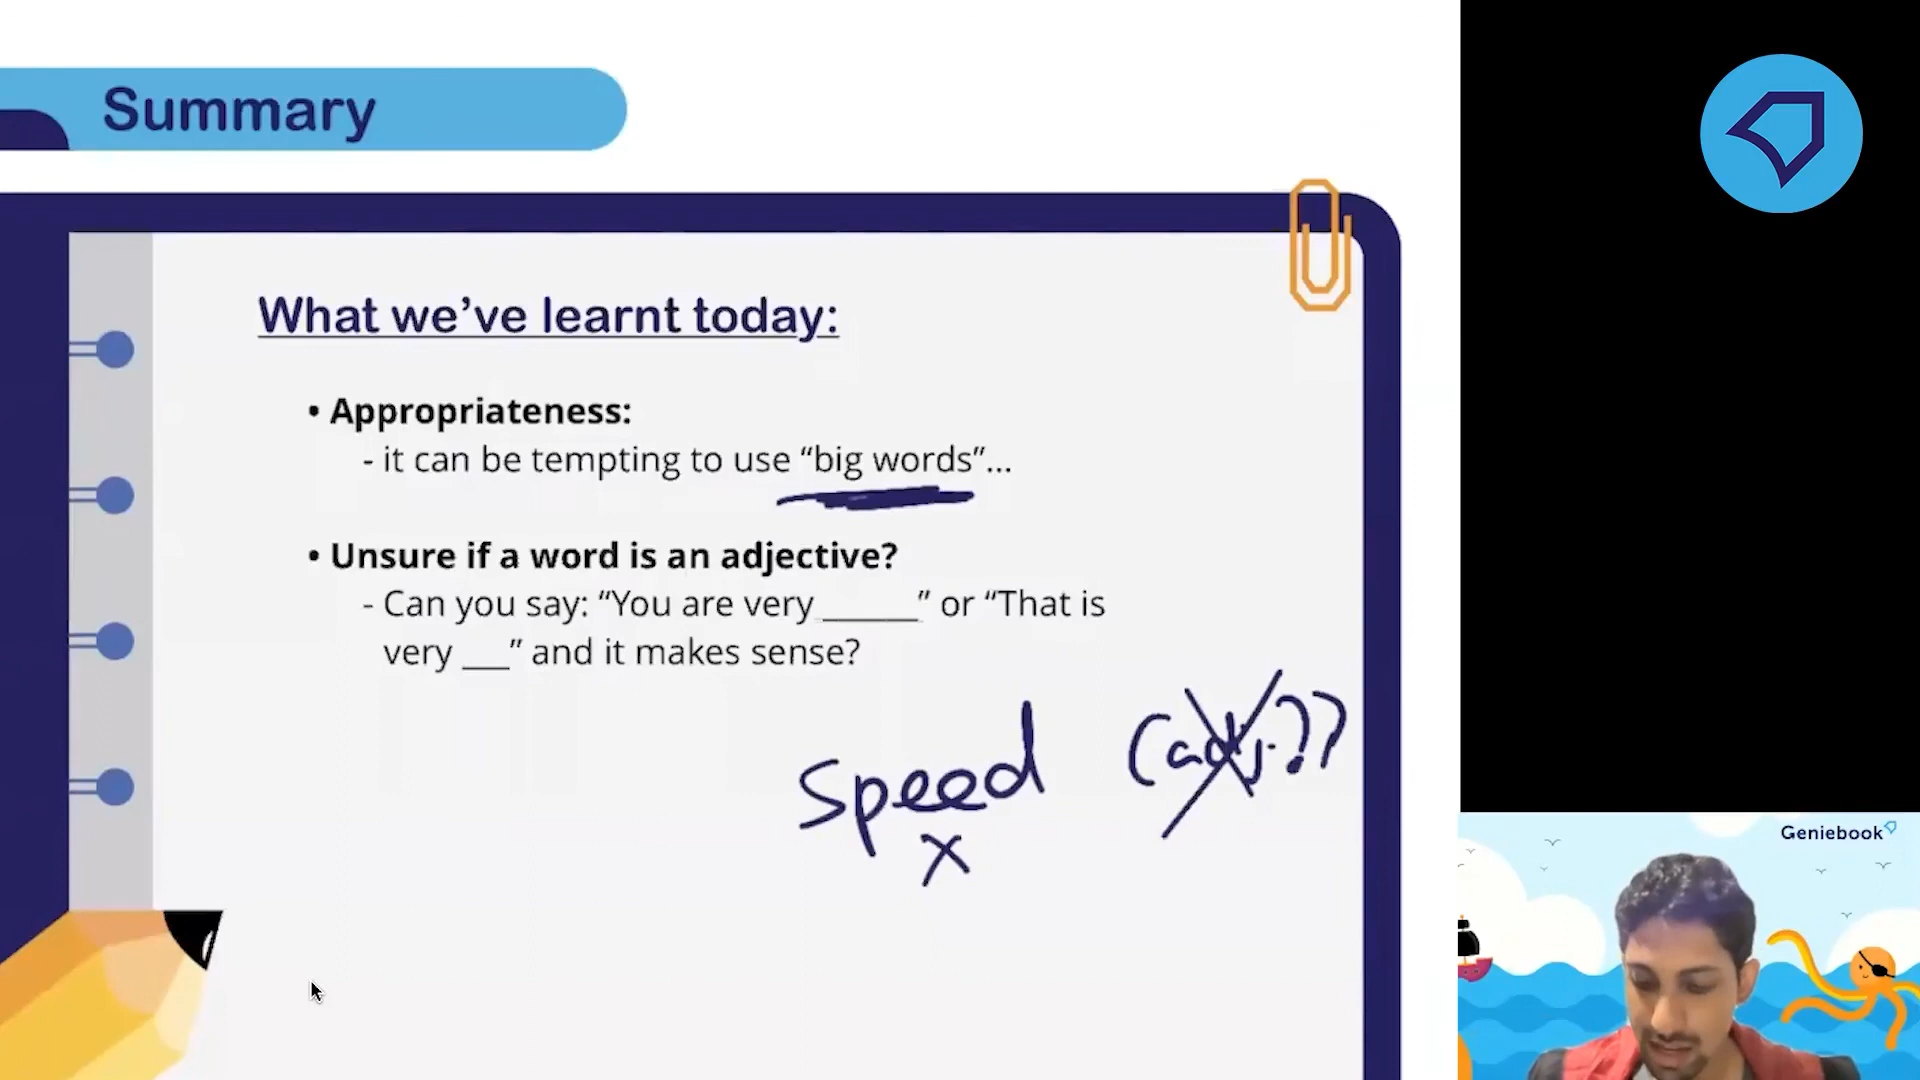 Summary
What we’ve learnt today:
• Appropriateness:
- it can be tempting to use “big words”...
• Unsure if a word is an adjective?
- Can you say: “You are very ______” or “That is
very ___” and it makes sense?
speed (adj.??)
x
Geniebook